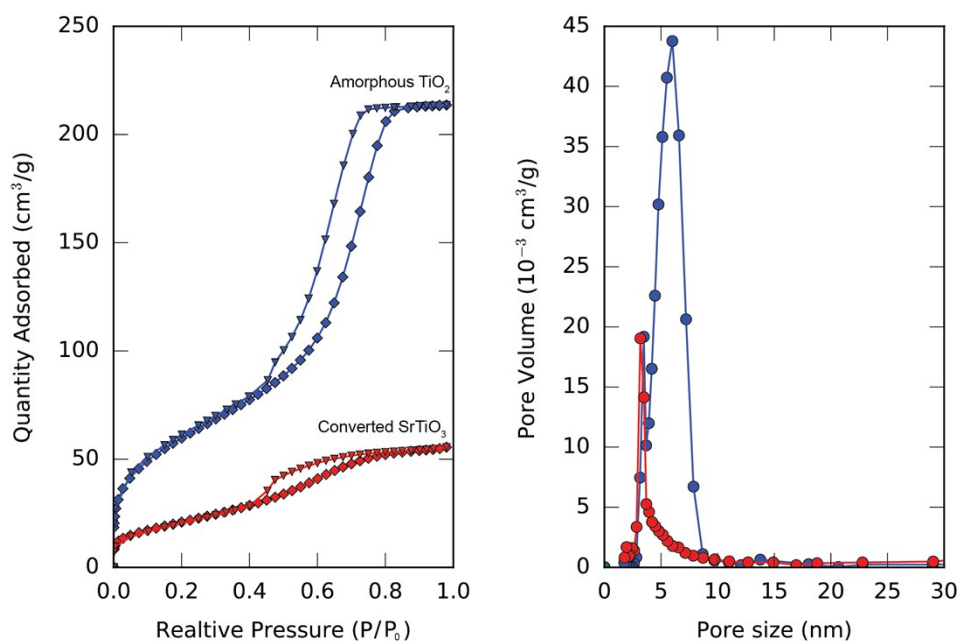 250
200
150
100
50
0
Quantity Adsorbed (cm³/g)
Amorphous TiO₂
Converted SrTiO₃
0.0 0.2 0.4 0.6 0.8 1.0
Realtive Pressure (P/P₀)
45
40
35
30
25
20
15
10
5
0
Pore Volume (10⁻³ cm³/g)
0 5 10 15 20 25 30
Pore size (nm)